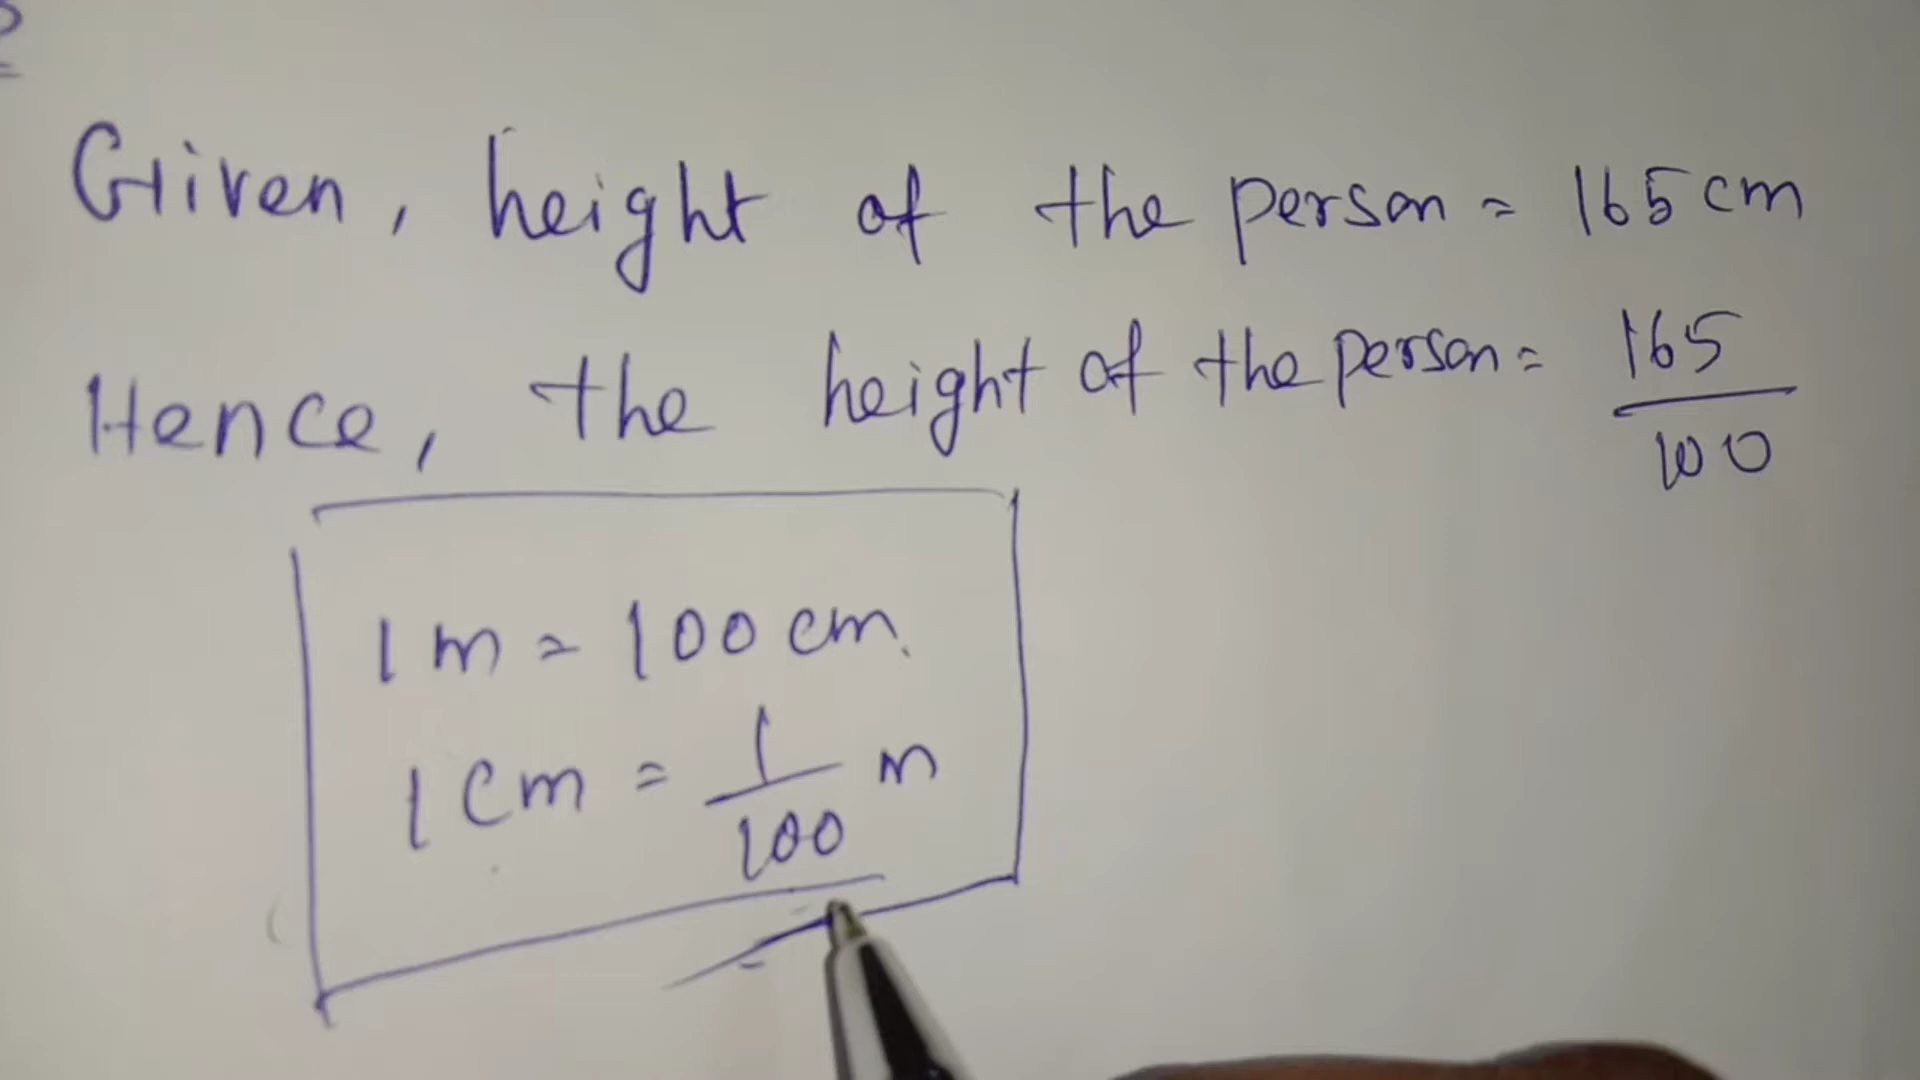 Given, height of the person = 165 cm
Hence, the height of the person = 165/100
1 m = 100 cm.
1 cm = 1/100 m